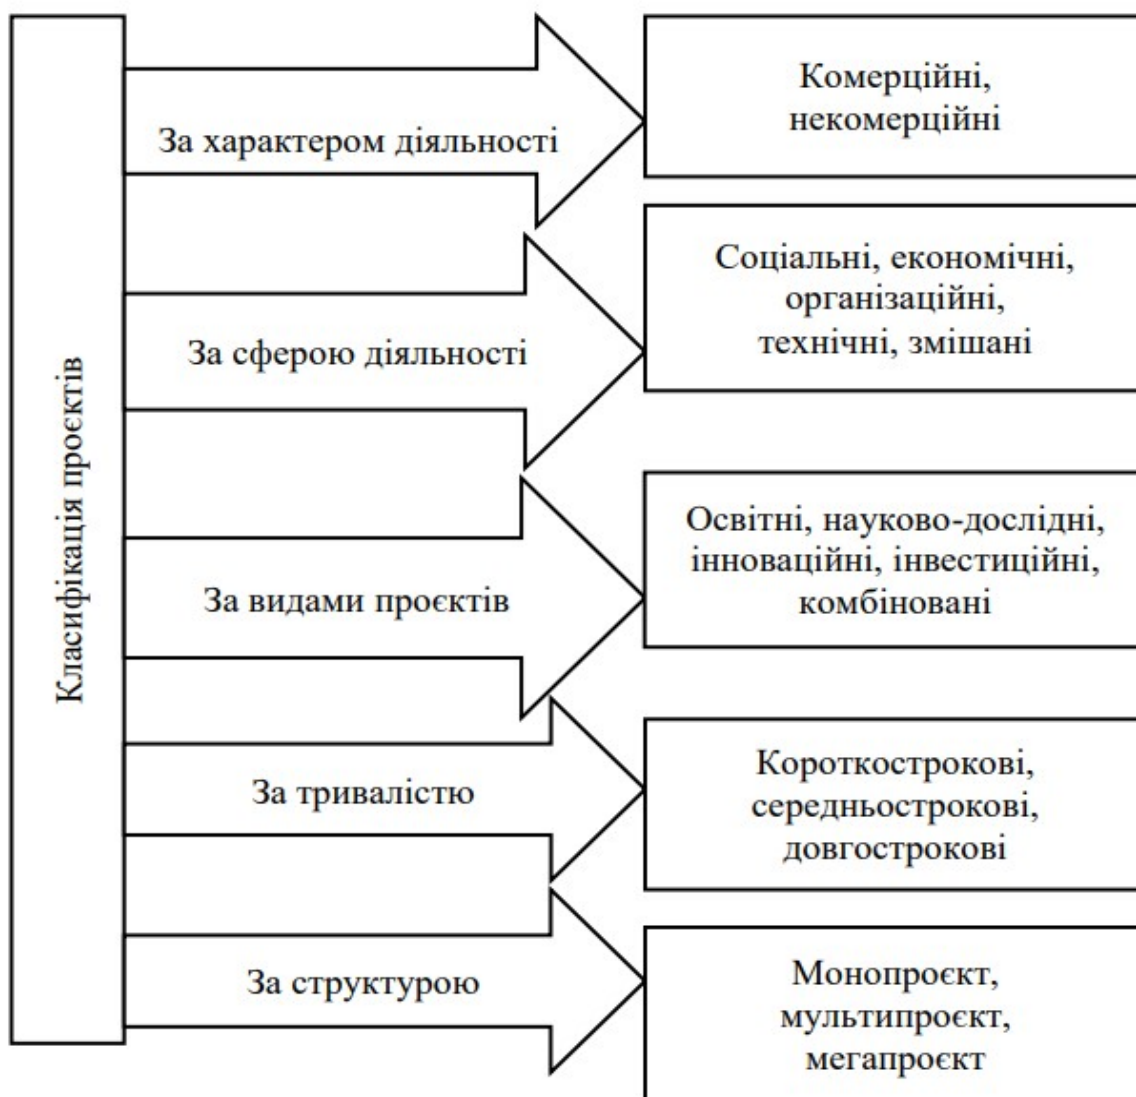 Класифікація проєктів
За характером діяльності
Комерційні,
некомерційні
За сферою діяльності
Соціальні, економічні,
організаційні,
технічні, змішані
За видами проєктів
Освітні, науково-дослідні,
інноваційні, інвестиційні,
комбіновані
За тривалістю
Короткострокові,
середньострокові,
довгострокові
За структурою
Монопроєкт,
мультипроєкт,
мегапроєкт